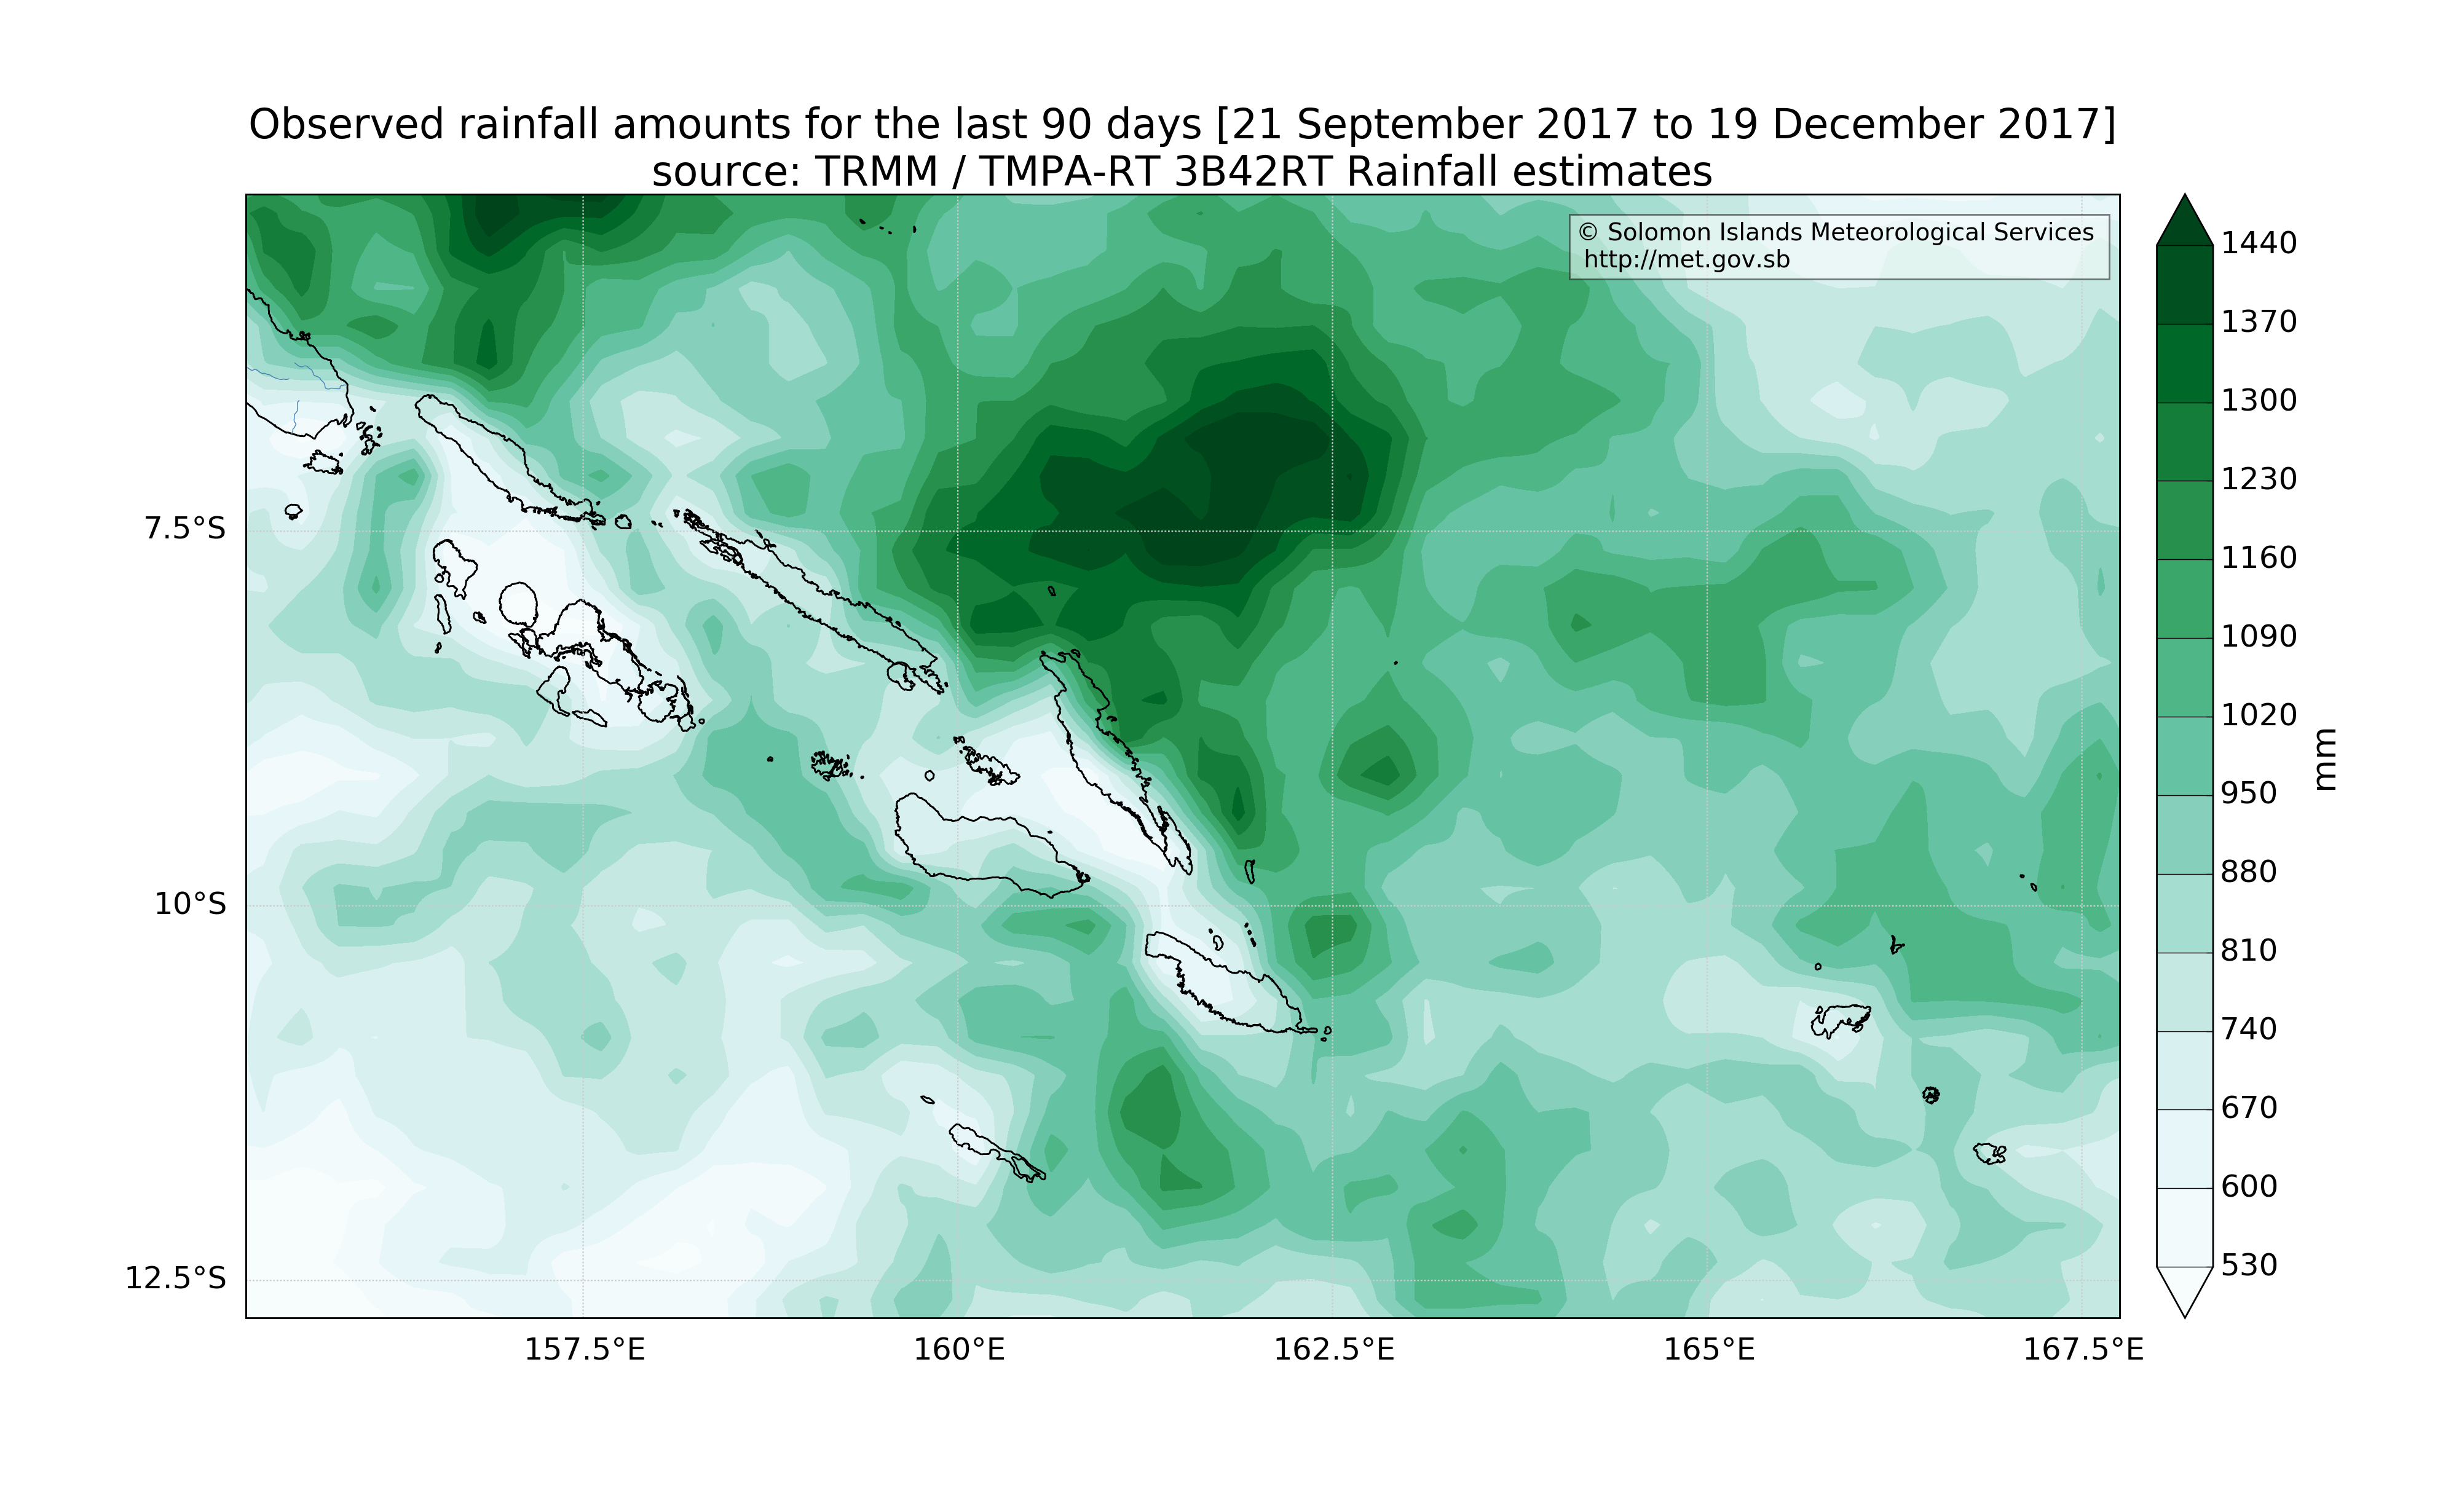 Observed rainfall amounts for the last 90 days [21 September 2017 to 19 December 2017]
source: TRMM / TMPA-RT 3B42RT Rainfall estimates
© Solomon Islands Meteorological Services
http://met.gov.sb
7.5°S
10°S
12.5°S
157.5°E
160°E
162.5°E
165°E
167.5°E
1440
1370
1300
1230
1160
1090
1020
950
880
810
740
670
600
530
mm